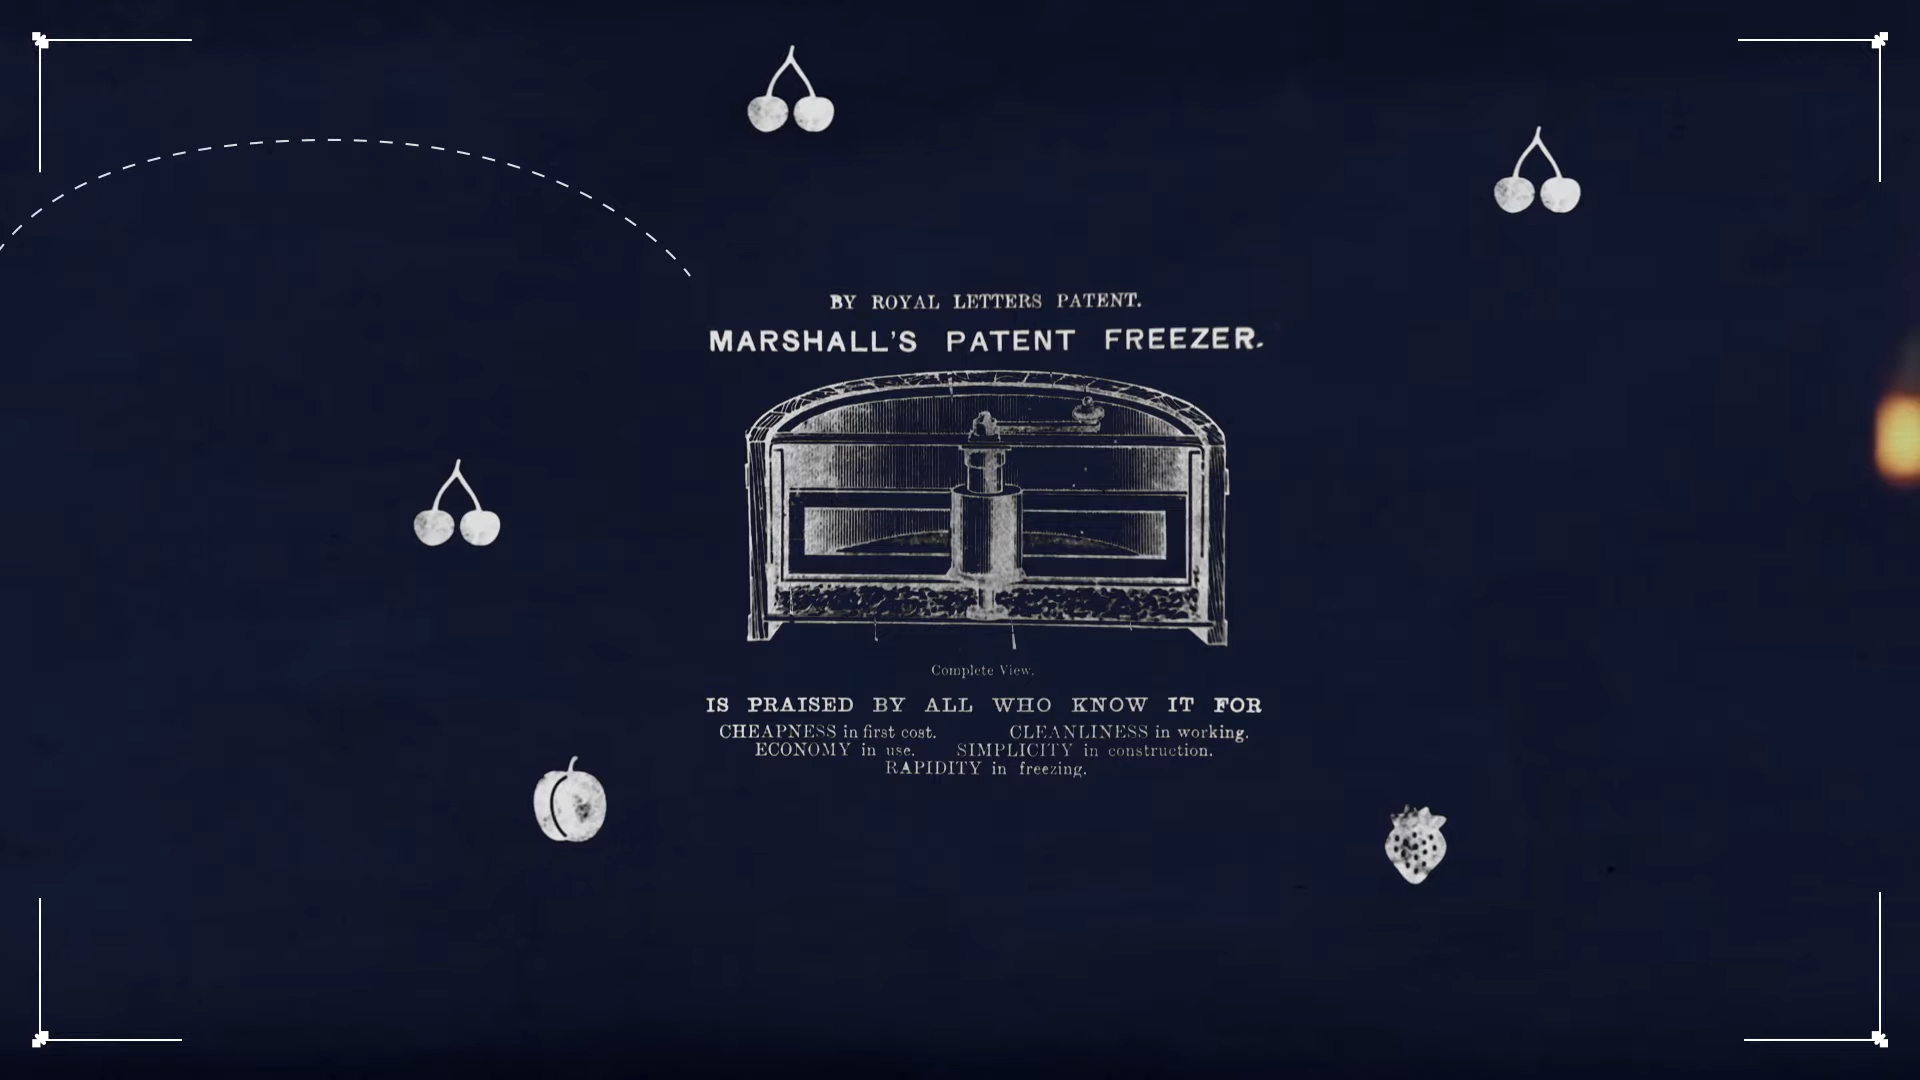 BY ROYAL LETTERS PATENT.
MARSHALL'S PATENT FREEZER.
Complete View.
IS PRAISED BY ALL WHO KNOW IT FOR
CHEAPNESS in first cost. CLEANLINESS in working.
ECONOMY in use. SIMPLICITY in construction.
RAPIDITY in freezing.